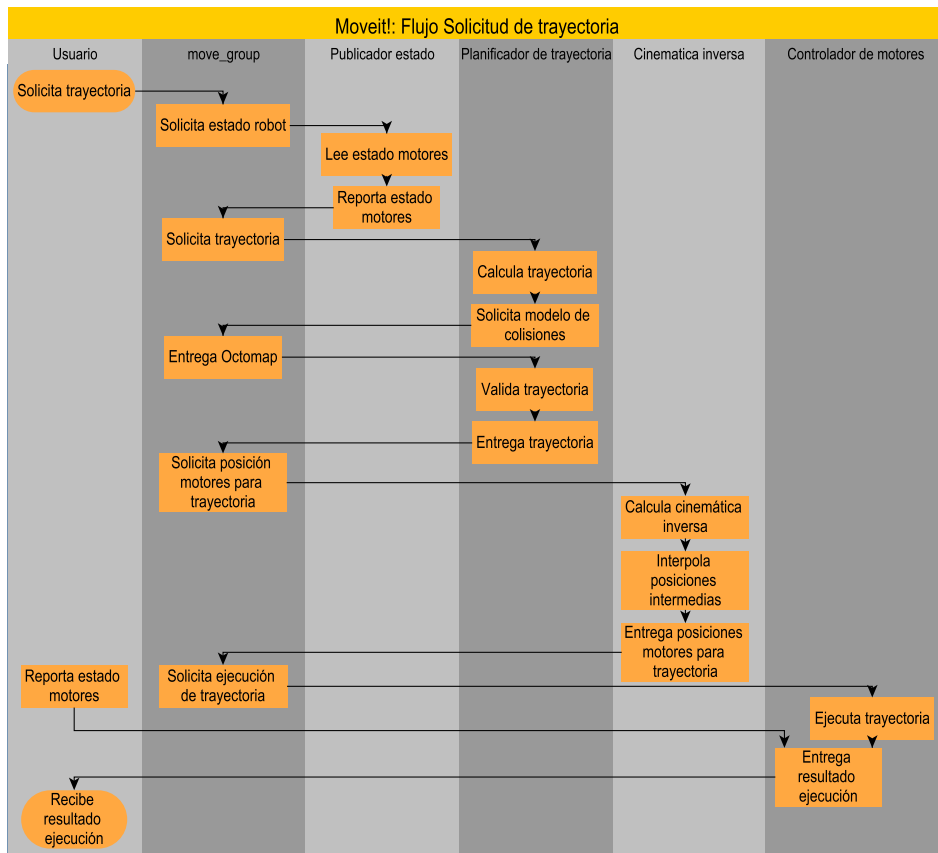 Moveit!: Flujo Solicitud de trayectoria
Usuario
move_group
Publicador estado
Planificador de trayectoria
Cinematica inversa
Controlador de motores
Solicita trayectoria
Solicita estado robot
Lee estado motores
Reporta estado
motores
Solicita trayectoria
Calcula trayectoria
Solicita modelo de
colisiones
Entrega Octomap
Valida trayectoria
Entrega trayectoria
Solicita posición
motores para
trayectoria
Calcula cinemática
inversa
Interpola
posiciones
intermedias
Entrega posiciones
motores para
trayectoria
Reporta estado
motores
Solicita ejecución
de trayectoria
Ejecuta trayectoria
Entrega
resultado
ejecución
Recibe
resultado
ejecución